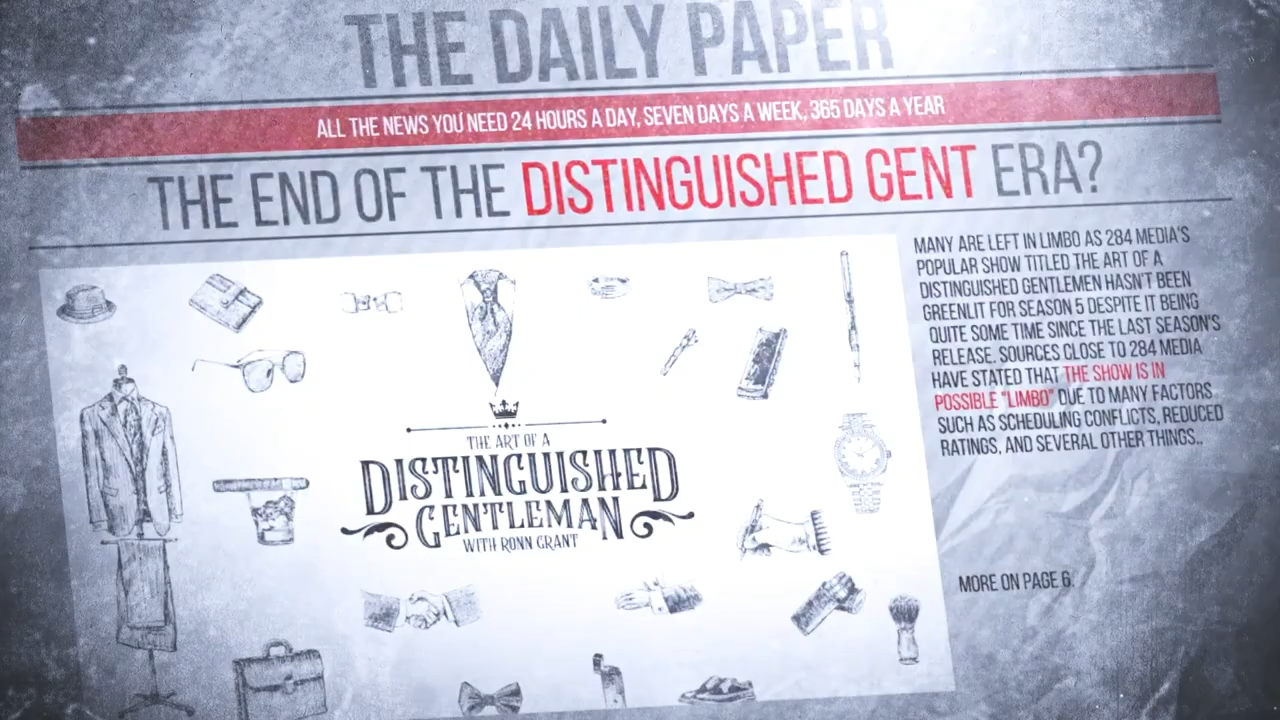 THE DAILY PAPER
ALL THE NEWS YOU NEED 24 HOURS A DAY, SEVEN DAYS A WEEK, 365 DAYS A YEAR
THE END OF THE DISTINGUISHED GENT ERA?
MANY ARE LEFT IN LIMBO AS 284 MEDIA'S
POPULAR SHOW TITLED THE ART OF A
DISTINGUISHED GENTLEMEN HASN'T BEEN
GREENLIT FOR SEASON 5 DESPITE IT BEING
QUITE SOME TIME SINCE THE LAST SEASON'S
RELEASE. SOURCES CLOSE TO 284 MEDIA
HAVE STATED THAT THE SHOW IS IN
POSSIBLE "LIMBO" DUE TO MANY FACTORS
SUCH AS SCHEDULING CONFLICTS, REDUCED
RATINGS, AND SEVERAL OTHER THINGS..
MORE ON PAGE 6.
THE ART OF A
DISTINGUISHED
GENTLEMAN
WITH RONN GRANT